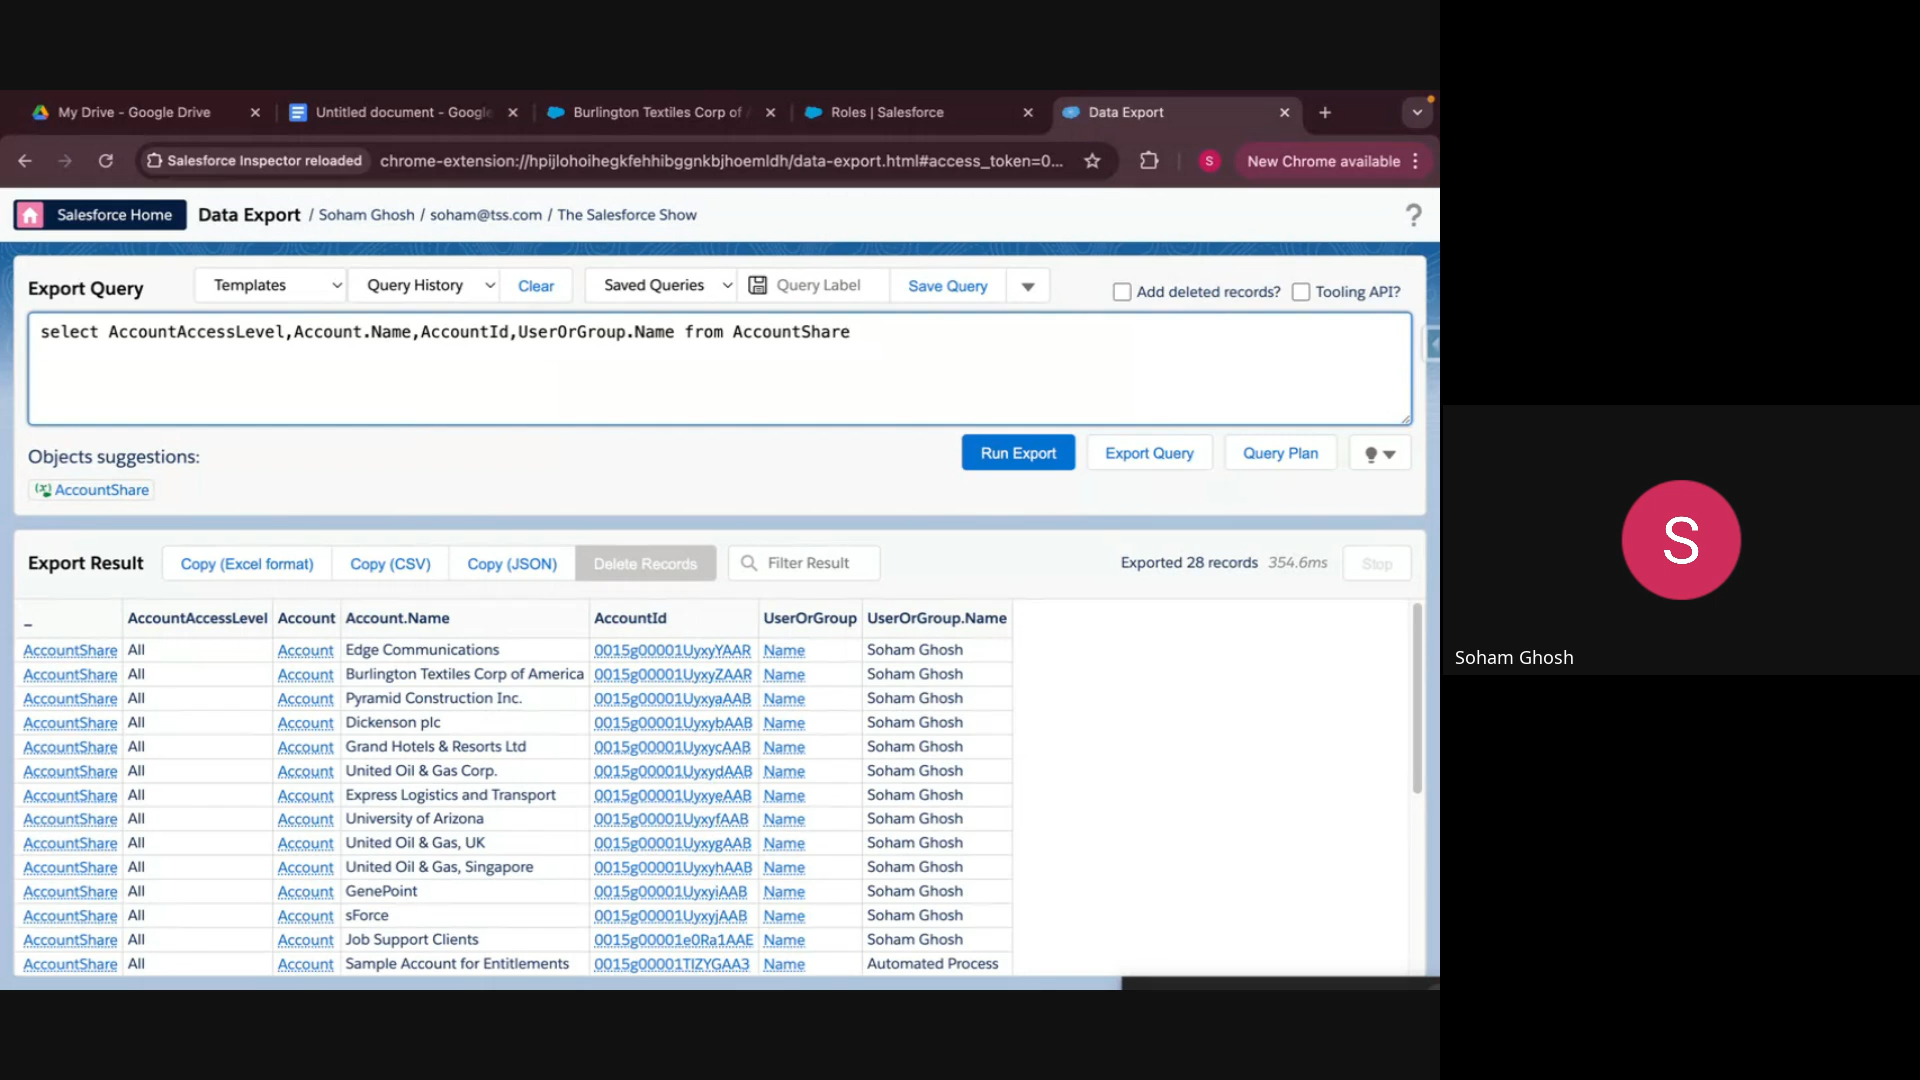 My Drive - Google Drive
Untitled document - Google
Burlington Textiles Corp of
Roles | Salesforce
Data Export
Salesforce Inspector reloaded
chrome-extension://hpijlohoihegkfehhibggnkbjhoemldh/data-export.html#access_token=0...
S
New Chrome available
Salesforce Home
Data Export / Soham Ghosh / soham@tss.com / The Salesforce Show
?
Export Query
Templates
Query History
Clear
Saved Queries
Query Label
Save Query
Add deleted records?
Tooling API?
select AccountAccessLevel,Account.Name,AccountId,UserOrGroup.Name from AccountShare
Objects suggestions:
Run Export
Export Query
Query Plan
AccountShare
Export Result
Copy (Excel format)
Copy (CSV)
Copy (JSON)
Delete Records
Filter Result
Exported 28 records 354.6ms
Stop
_ AccountAccessLevel Account Account.Name AccountId UserOrGroup UserOrGroup.Name
AccountShare All Account Edge Communications 0015g00001UyxyYAAR Name Soham Ghosh
AccountShare All Account Burlington Textiles Corp of America 0015g00001UyxyZAAR Name Soham Ghosh
AccountShare All Account Pyramid Construction Inc. 0015g00001UyxyaAAB Name Soham Ghosh
AccountShare All Account Dickenson plc 0015g00001UyxybAAB Name Soham Ghosh
AccountShare All Account Grand Hotels & Resorts Ltd 0015g00001UyxycAAB Name Soham Ghosh
AccountShare All Account United Oil & Gas Corp. 0015g00001UyxydAAB Name Soham Ghosh
AccountShare All Account Express Logistics and Transport 0015g00001UyxyeAAB Name Soham Ghosh
AccountShare All Account University of Arizona 0015g00001UyxyfAAB Name Soham Ghosh
AccountShare All Account United Oil & Gas, UK 0015g00001UyxygAAB Name Soham Ghosh
AccountShare All Account United Oil & Gas, Singapore 0015g00001UyxyhAAB Name Soham Ghosh
AccountShare All Account GenePoint 0015g00001UyxyiAAB Name Soham Ghosh
AccountShare All Account sForce 0015g00001UyxyjAAB Name Soham Ghosh
AccountShare All Account Job Support Clients 0015g00001e0Ra1AAE Name Soham Ghosh
AccountShare All Account Sample Account for Entitlements 0015g00001TIZYGAA3 Name Automated Process
S
Soham Ghosh